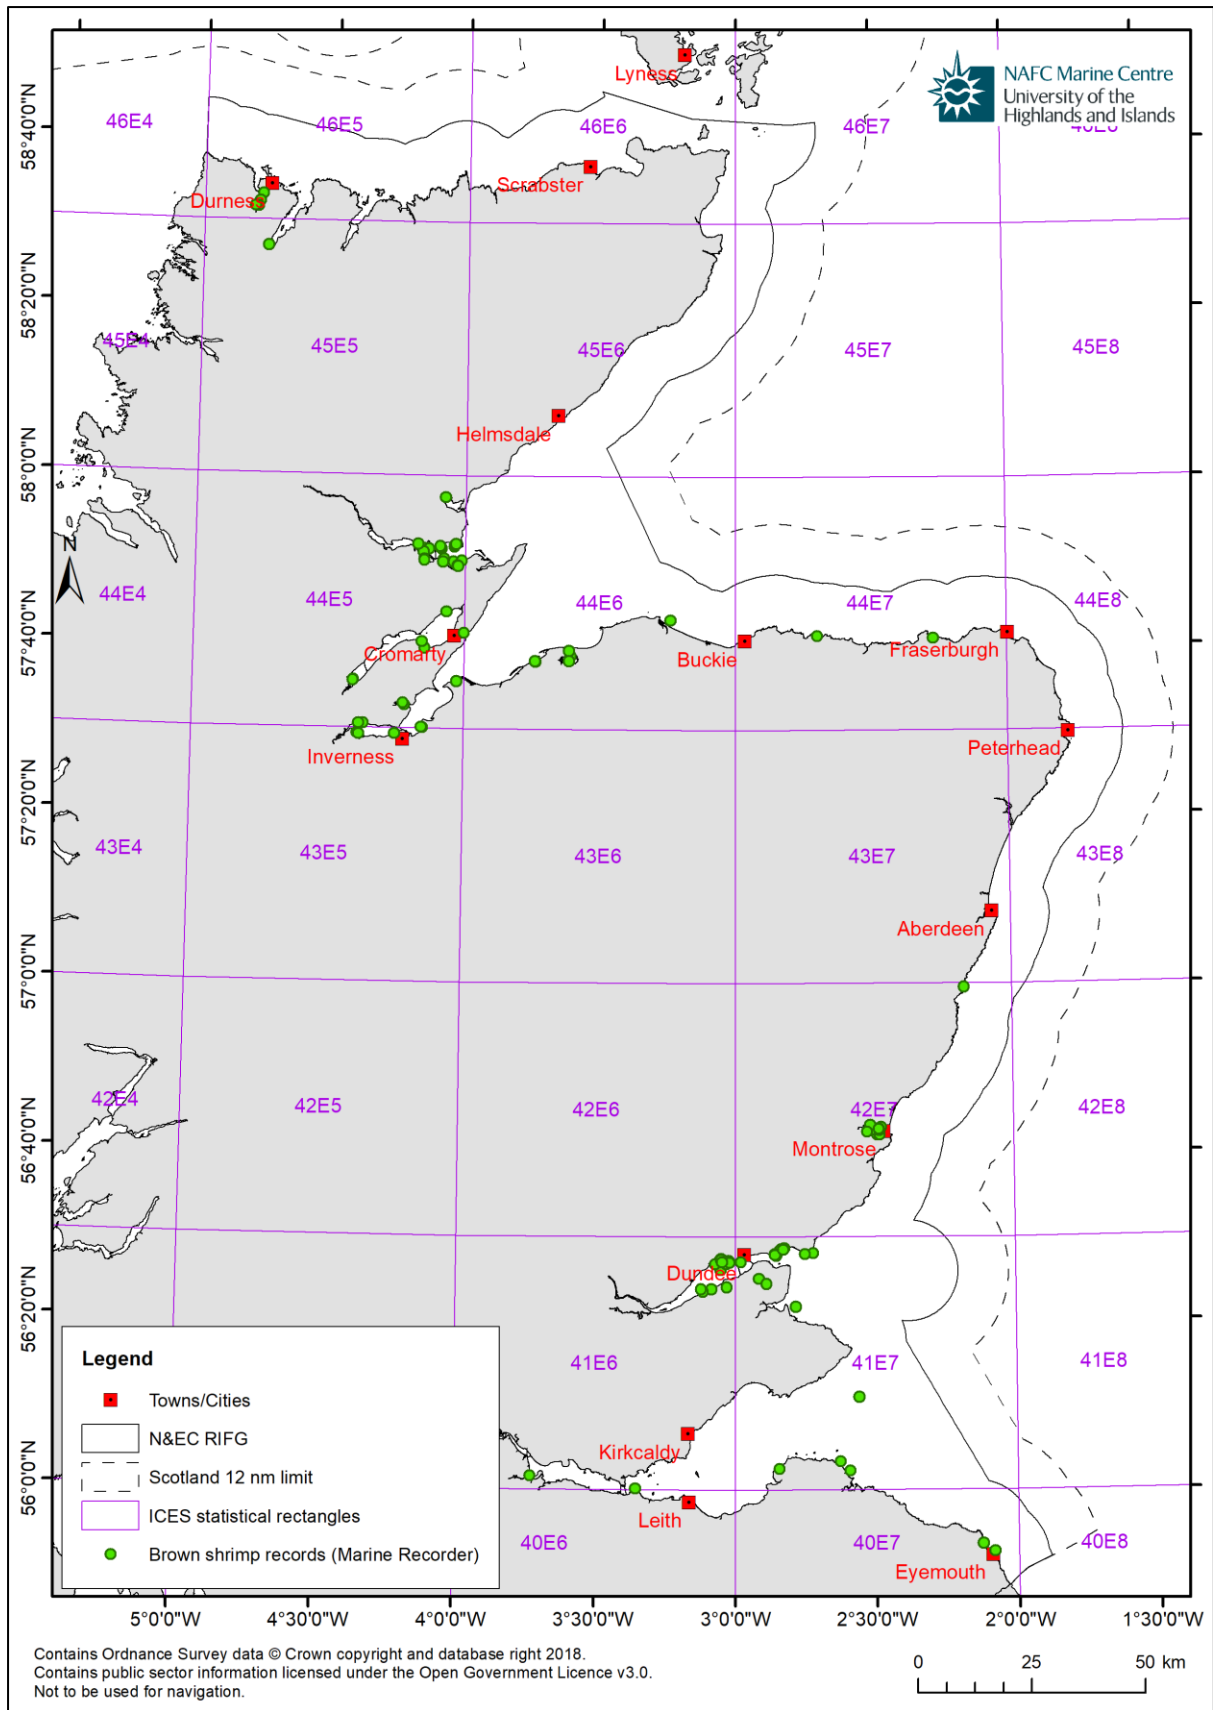 Lyness
NAFC Marine Centre
University of the
Highlands and Islands
46E4
46E5
46E6
46E7
46E8
58°40'0"N
Scrabster
Durness
58°20'0"N
45E4
45E5
45E6
45E7
45E8
Helmsdale
58°0'0"N
N
44E4
44E5
44E6
44E7
44E8
57°40'0"N
Cromarty
Buckie
Fraserburgh
Inverness
Peterhead
57°20'0"N
43E4
43E5
43E6
43E7
43E8
Aberdeen
57°0'0"N
42E4
42E5
42E6
42E7
42E8
56°40'0"N
Montrose
Dundee
56°20'0"N
41E6
41E7
41E8
Legend
Towns/Cities
N&EC RIFG
Scotland 12 nm limit
ICES statistical rectangles
Brown shrimp records (Marine Recorder)
Kirkcaldy
56°0'0"N
Leith
40E6
40E7
40E8
Eyemouth
5°0'0"W
4°30'0"W
4°0'0"W
3°30'0"W
3°0'0"W
2°30'0"W
2°0'0"W
1°30'0"W
Contains Ordnance Survey data © Crown copyright and database right 2018.
Contains public sector information licensed under the Open Government Licence v3.0.
Not to be used for navigation.
0 25 50 km